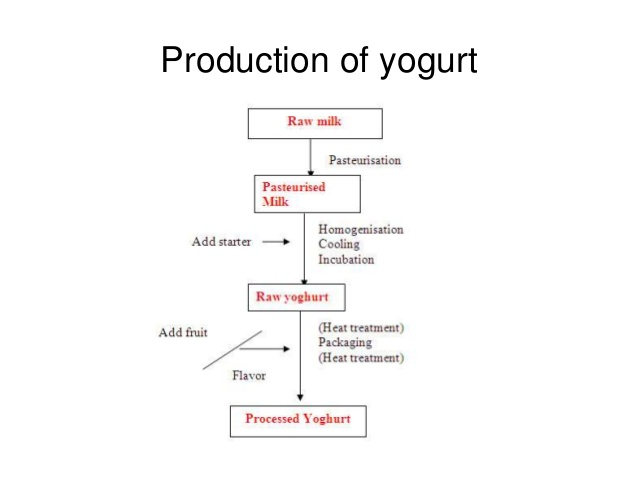 Production of yogurt
Raw milk
Pasteurisation
Pasteurised
Milk
Add starter
Homogenisation
Cooling
Incubation
Raw yoghurt
Add fruit
Flavor
(Heat treatment)
Packaging
(Heat treatment)
Processed Yoghurt